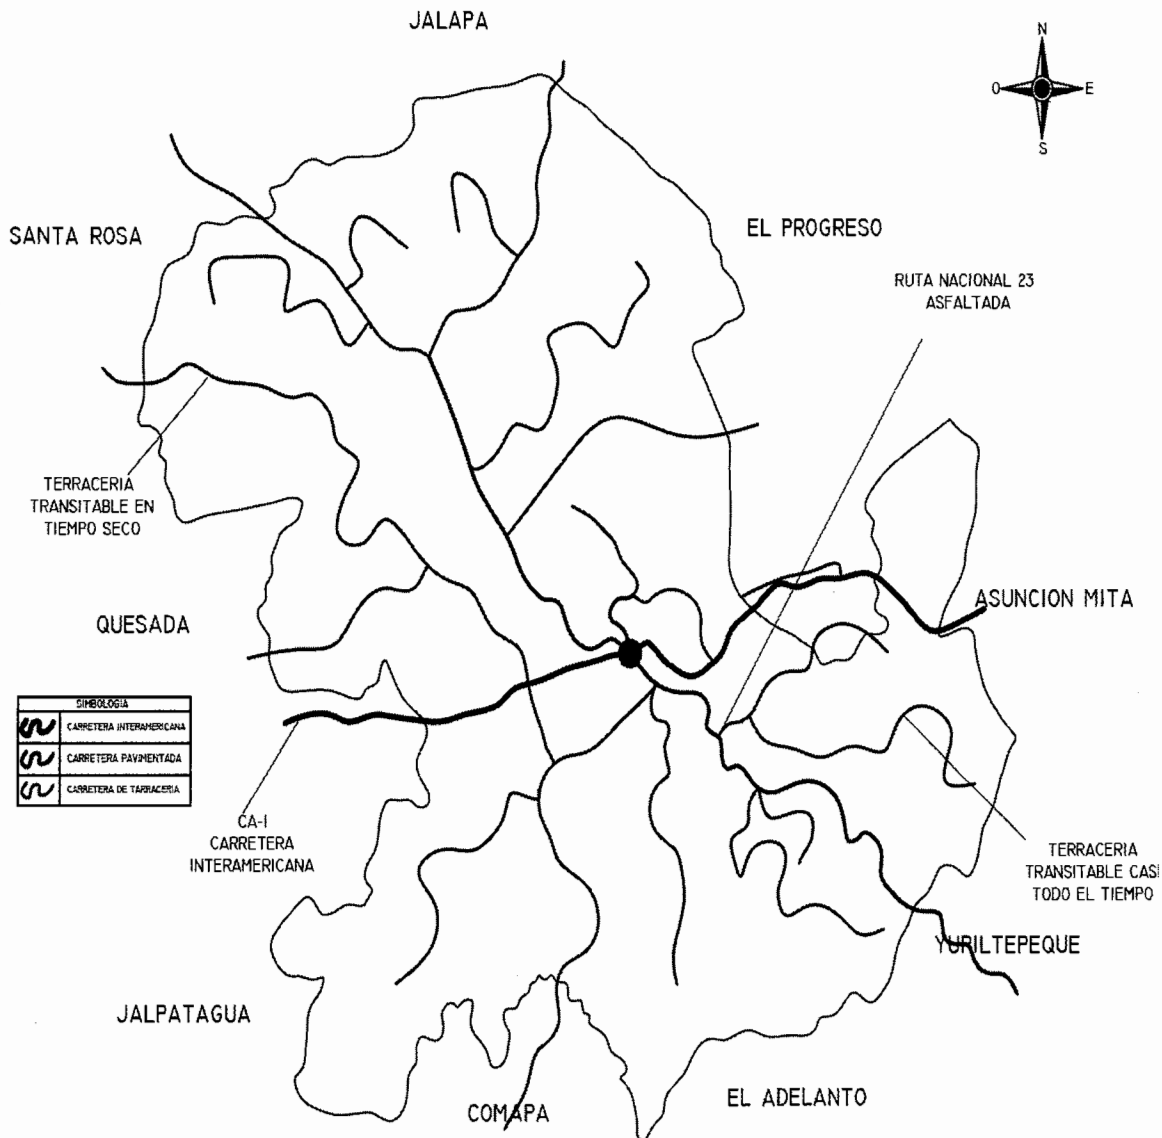 JALAPA
N
O
E
S
SANTA ROSA
EL PROGRESO
RUTA NACIONAL 23
ASFALTADA
TERRACERIA
TRANSITABLE EN
TIEMPO SECO
ASUNCION MITA
QUESADA
SIMBOLOGIA
CARRETERA INTERAMERICANA
CARRETERA PAVIMENTADA
CARRETERA DE TARRACERIA
CA-1
CARRETERA
INTERAMERICANA
TERRACERIA
TRANSITABLE CASI
TODO EL TIEMPO
YURILTEPEQUE
JALPATAGUA
EL ADELANTO
COMAPA